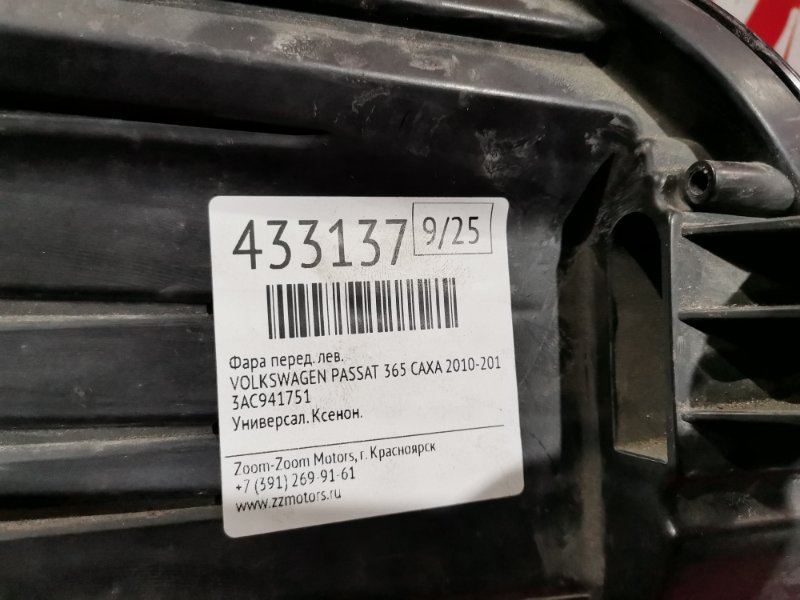 433137 9/25
Фара перед. лев.
VOLKSWAGEN PASSAT 365 CAXA 2010-201
3AC941751
Универсал. Ксенон.
Zoom-Zoom Motors, г. Красноярск
+7 (391) 269-91-61
www.zzmotors.ru